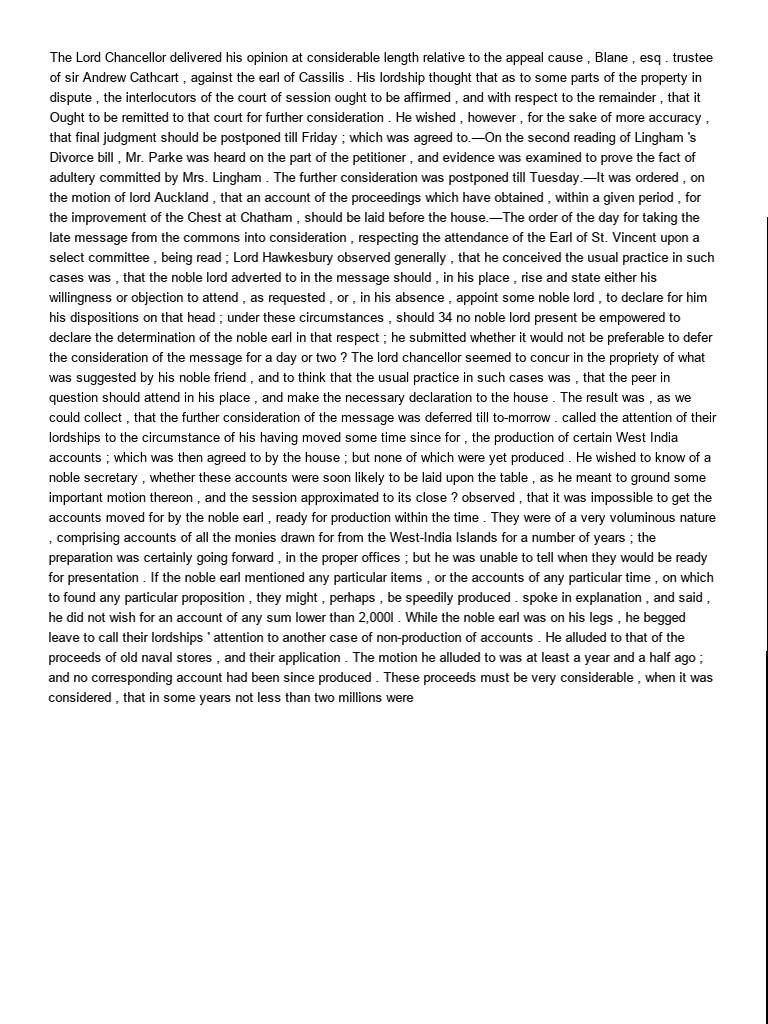 The Lord Chancellor delivered his opinion at considerable length relative to the appeal cause , Blane , esq . trustee
of sir Andrew Cathcart , against the earl of Cassilis . His lordship thought that as to some parts of the property in
dispute , the interlocutors of the court of session ought to be affirmed , and with respect to the remainder , that it
Ought to be remitted to that court for further consideration . He wished , however , for the sake of more accuracy ,
that final judgment should be postponed till Friday ; which was agreed to.—On the second reading of Lingham 's
Divorce bill , Mr. Parke was heard on the part of the petitioner , and evidence was examined to prove the fact of
adultery committed by Mrs. Lingham . The further consideration was postponed till Tuesday.—It was ordered , on
the motion of lord Auckland , that an account of the proceedings which have obtained , within a given period , for
the improvement of the Chest at Chatham , should be laid before the house.—The order of the day for taking the
late message from the commons into consideration , respecting the attendance of the Earl of St. Vincent upon a
select committee , being read ; Lord Hawkesbury observed generally , that he conceived the usual practice in such
cases was , that the noble lord adverted to in the message should , in his place , rise and state either his
willingness or objection to attend , as requested , or , in his absence , appoint some noble lord , to declare for him
his dispositions on that head ; under these circumstances , should 34 no noble lord present be empowered to
declare the determination of the noble earl in that respect ; he submitted whether it would not be preferable to defer
the consideration of the message for a day or two ? The lord chancellor seemed to concur in the propriety of what
was suggested by his noble friend , and to think that the usual practice in such cases was , that the peer in
question should attend in his place , and make the necessary declaration to the house . The result was , as we
could collect , that the further consideration of the message was deferred till to-morrow . called the attention of their
lordships to the circumstance of his having moved some time since for , the production of certain West India
accounts ; which was then agreed to by the house ; but none of which were yet produced . He wished to know of a
noble secretary , whether these accounts were soon likely to be laid upon the table , as he meant to ground some
important motion thereon , and the session approximated to its close ? observed , that it was impossible to get the
accounts moved for by the noble earl , ready for production within the time . They were of a very voluminous nature
, comprising accounts of all the monies drawn for from the West-India Islands for a number of years ; the
preparation was certainly going forward , in the proper offices ; but he was unable to tell when they would be ready
for presentation . If the noble earl mentioned any particular items , or the accounts of any particular time , on which
to found any particular proposition , they might , perhaps , be speedily produced . spoke in explanation , and said ,
he did not wish for an account of any sum lower than 2,000l . While the noble earl was on his legs , he begged
leave to call their lordships ' attention to another case of non-production of accounts . He alluded to that of the
proceeds of old naval stores , and their application . The motion he alluded to was at least a year and a half ago ;
and no corresponding account had been since produced . These proceeds must be very considerable , when it was
considered , that in some years not less than two millions were